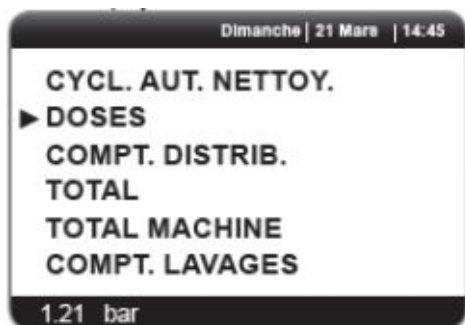 Dimanche | 21 Mars | 14:45
CYCL. AUT. NETTOY.
▶ DOSES
COMPT. DISTRIB.
TOTAL
TOTAL MACHINE
COMPT. LAVAGES
1.21 bar